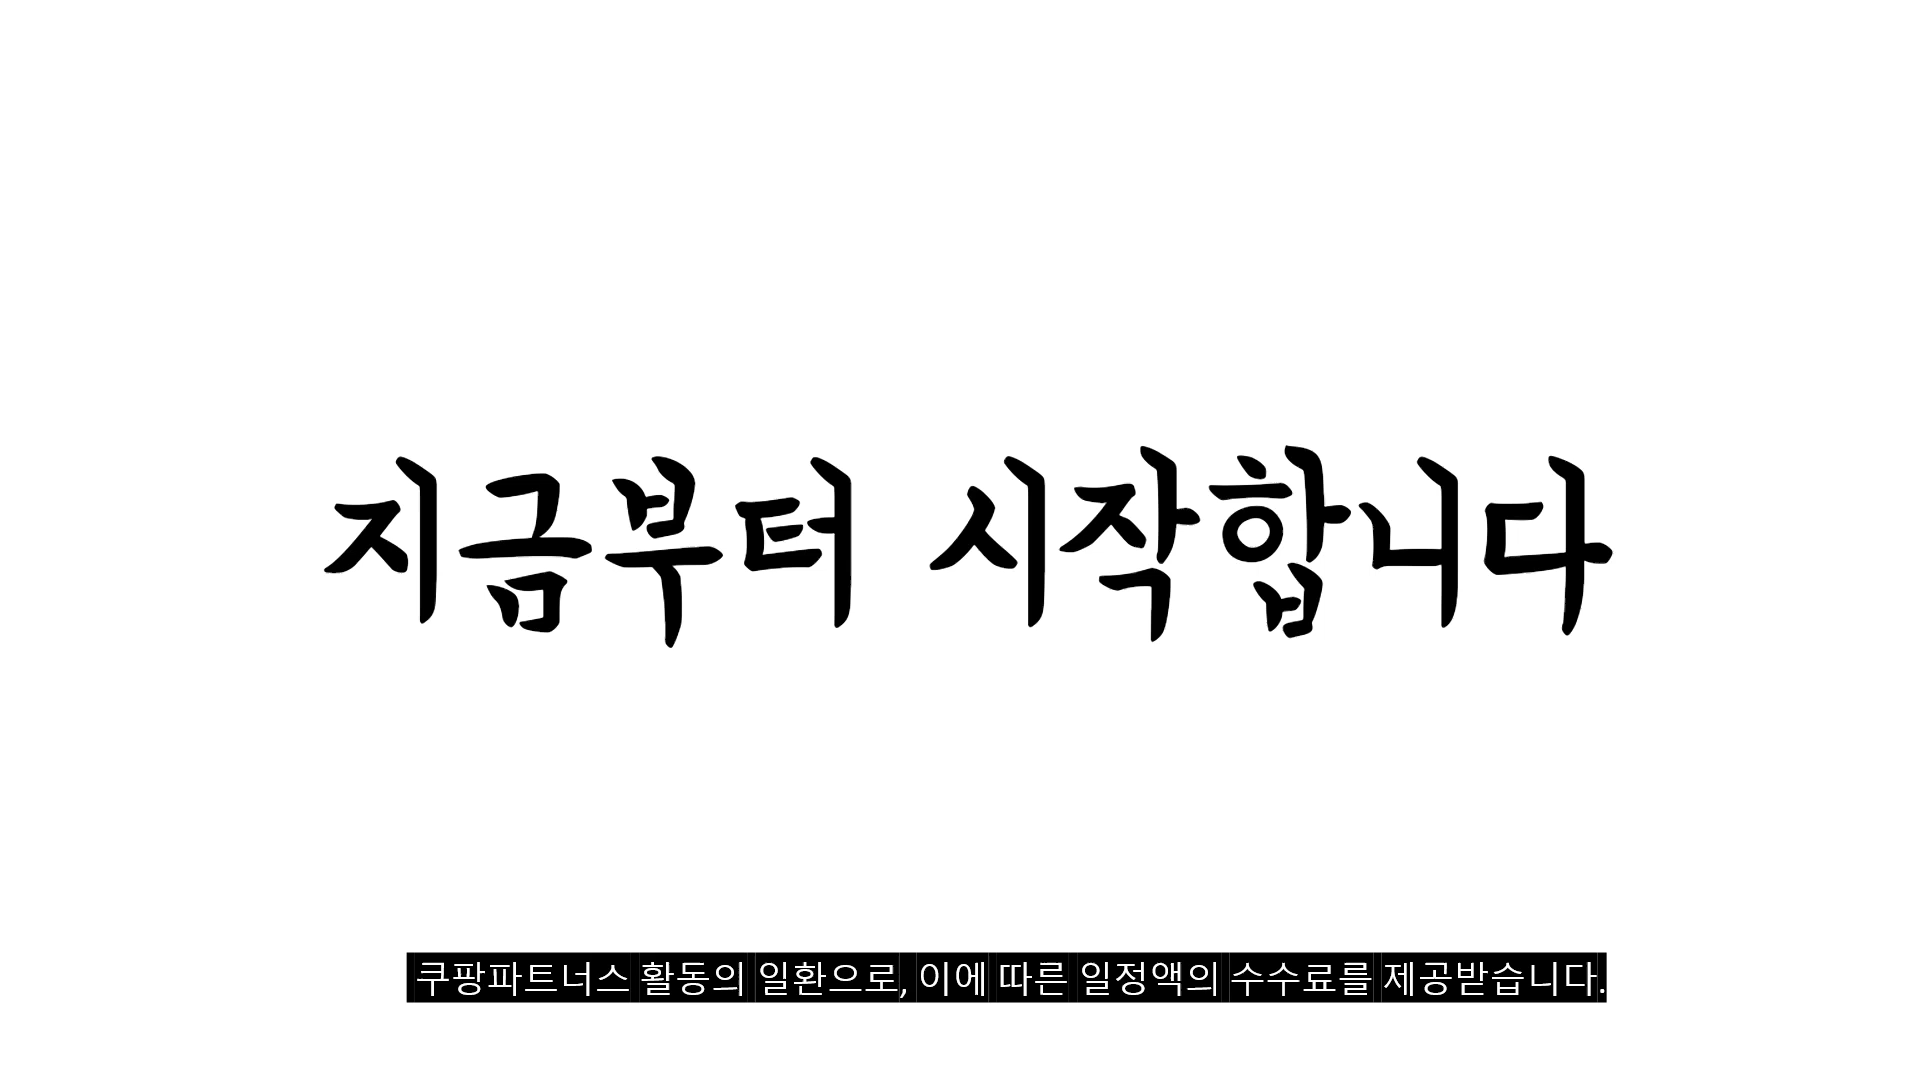 지금부터 시작합니다
쿠팡파트너스 활동의 일환으로, 이에 따른 일정액의 수수료를 제공받습니다.